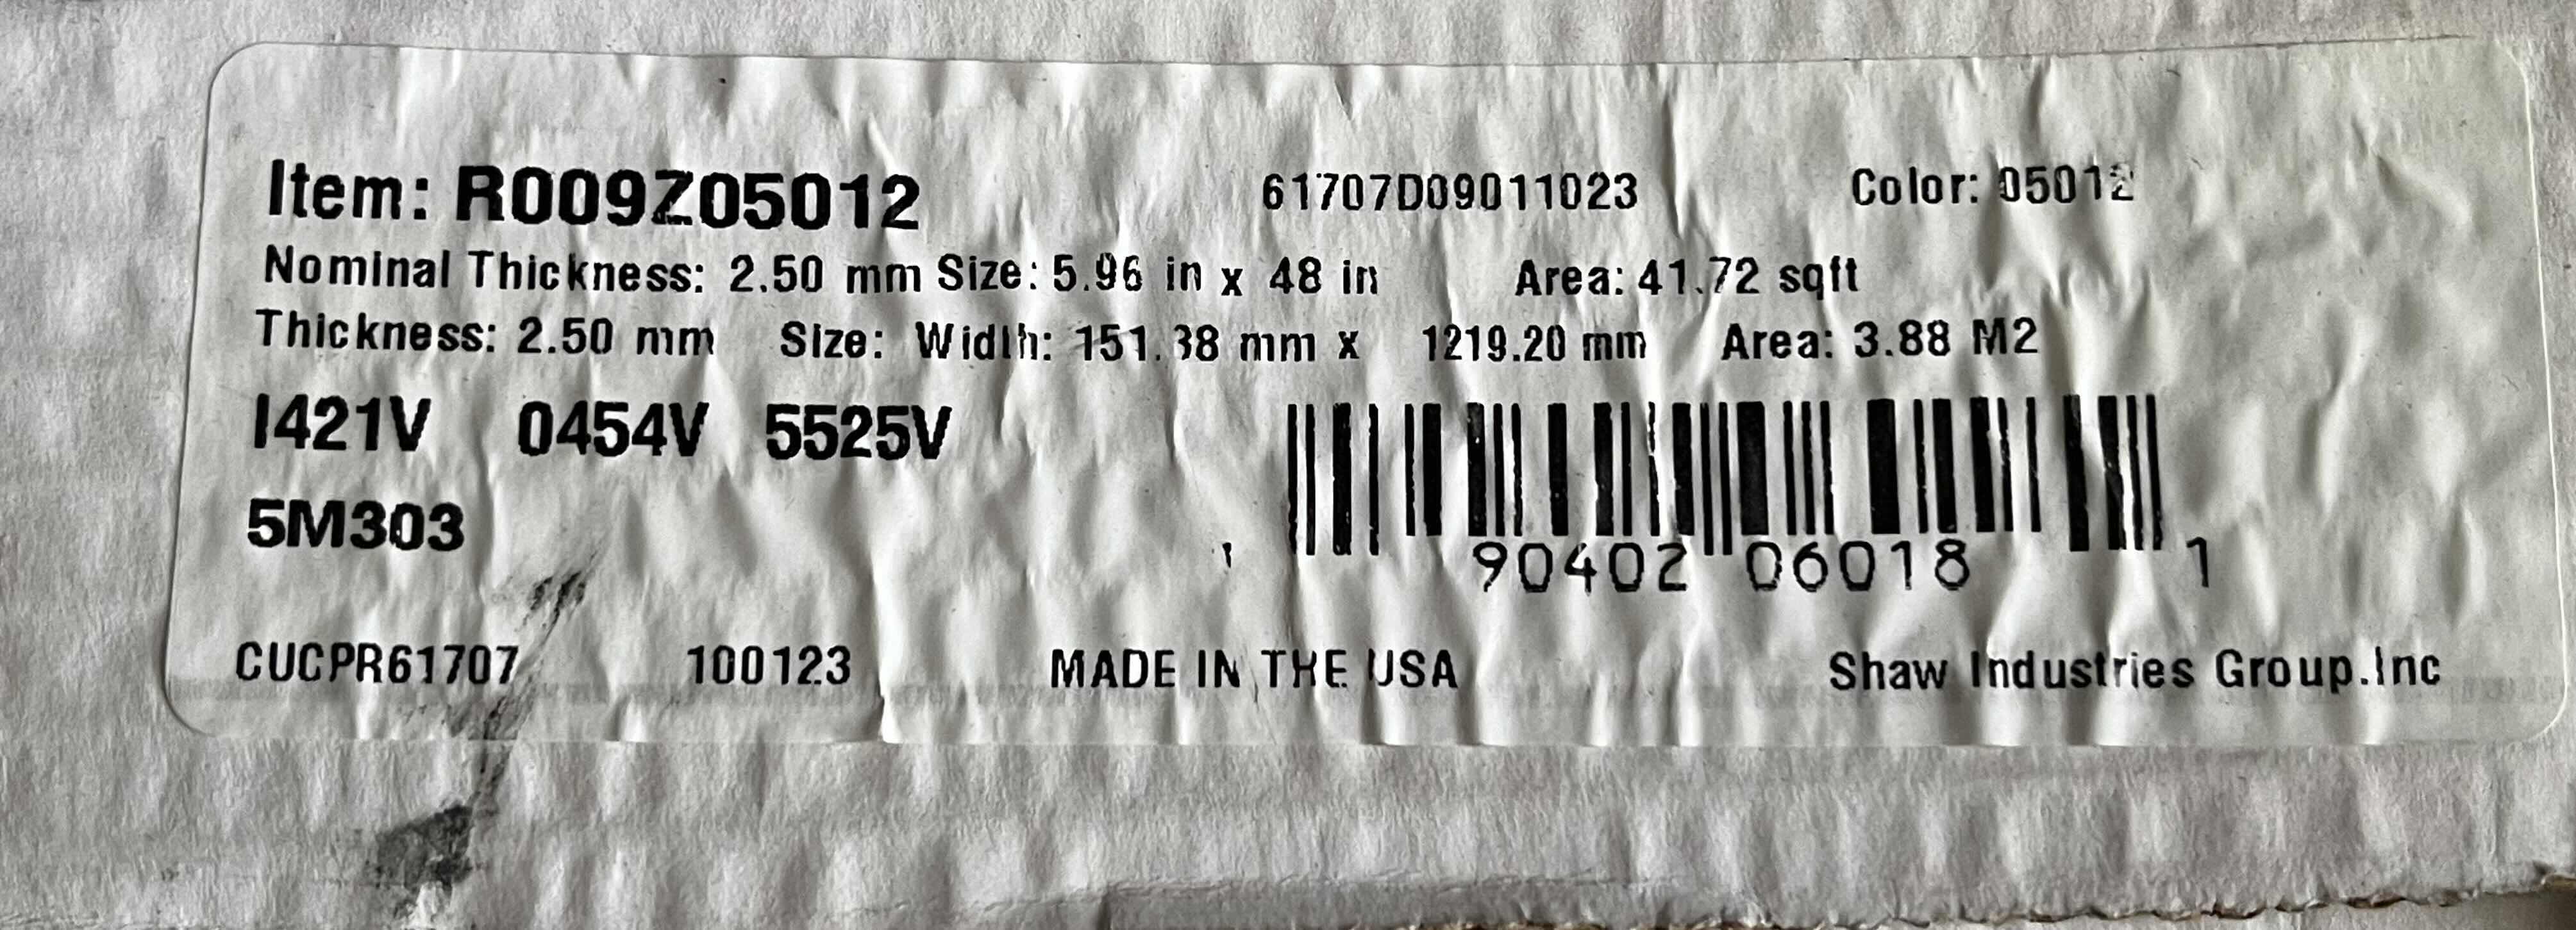 Item: R009Z05012 61707D09011023 Color: 05012
Nominal Thickness: 2.50 mm Size: 5.96 in x 48 in Area: 41.72 sqft
Thickness: 2.50 mm Size: Width: 151.38 mm x 1219.20 mm Area: 3.88 M2
I421V 0454V 5525V
5M303
90402 06018 1
CUCPR61707 100123 MADE IN THE USA Shaw Industries Group.Inc